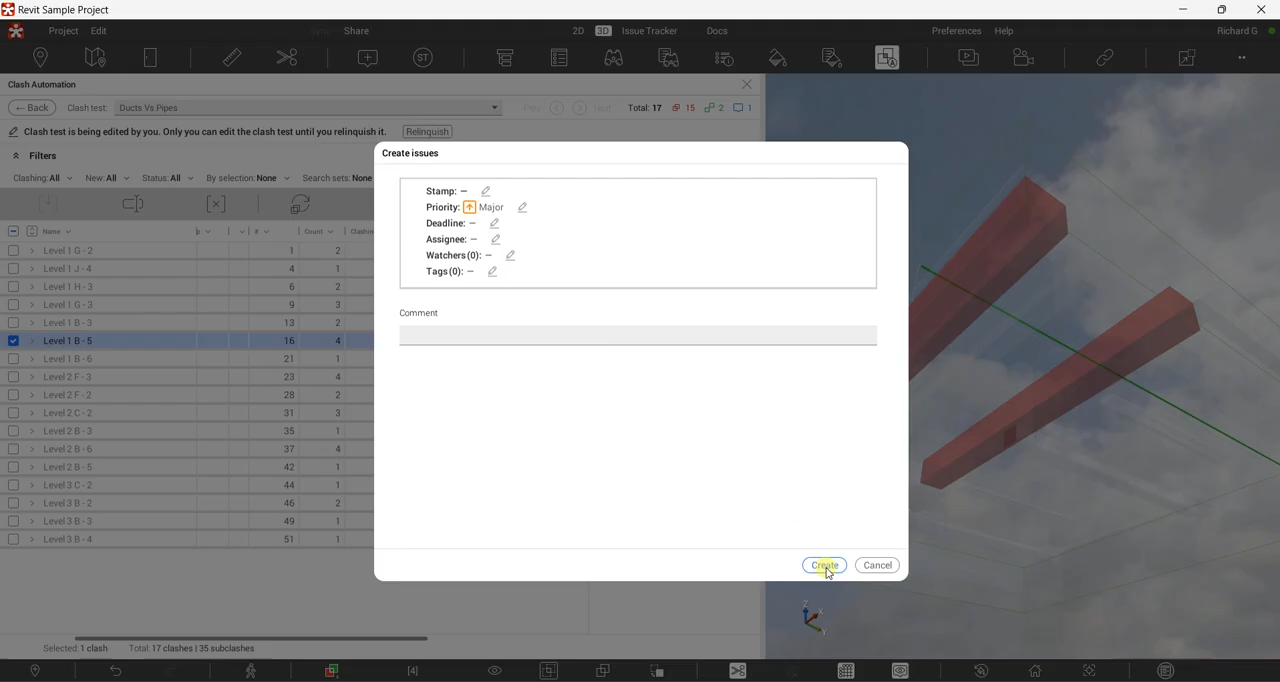 Revit Sample Project
Project Edit Sync Share 2D 3D Issue Tracker Docs Preferences Help Richard G
ST
Clash Automation
← Back Clash test: Ducts Vs Pipes Prev Next Total: 17 15 2 1
Clash test is being edited by you. Only you can edit the clash test until you relinquish it. Relinquish
Filters
Clashing: All New: All Status: All By selection: None Search sets: None
Name # Count Clashin
Level 1 G - 2 1 2
Level 1 J - 4 4 1
Level 1 H - 3 6 2
Level 1 G - 3 9 3
Level 1 B - 3 13 2
Level 1 B - 5 16 4
Level 1 B - 6 21 1
Level 2 F - 3 23 4
Level 2 F - 2 28 2
Level 2 C - 2 31 3
Level 2 B - 3 35 1
Level 2 B - 6 37 4
Level 2 B - 5 42 1
Level 3 C - 2 44 1
Level 3 B - 2 46 2
Level 3 B - 3 49 1
Level 3 B - 4 51 1
Selected: 1 clash Total: 17 clashes | 35 subclashes
Create issues
Stamp: –
Priority: Major
Deadline: –
Assignee: –
Watchers (0): –
Tags (0): –
Comment
Create Cancel
Z X Y
[4]